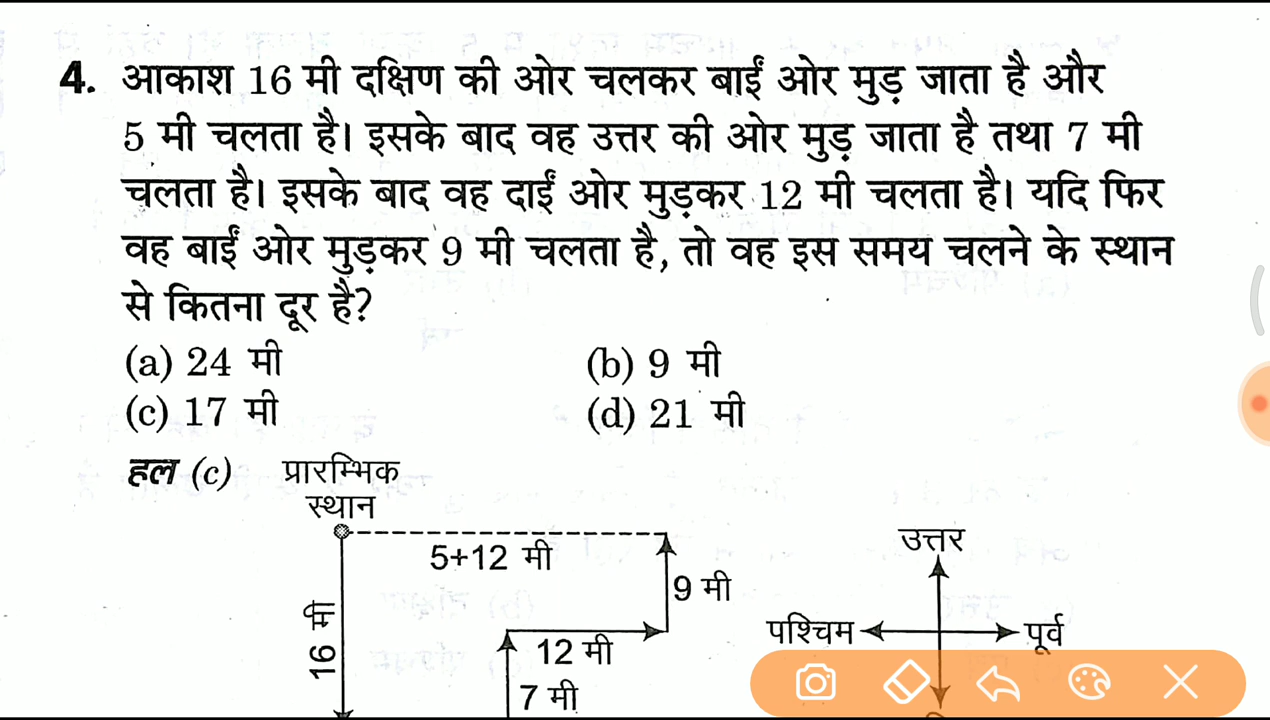 4. आकाश 16 मी दक्षिण की ओर चलकर बाईं ओर मुड़ जाता है और
5 मी चलता है। इसके बाद वह उत्तर की ओर मुड़ जाता है तथा 7 मी
चलता है। इसके बाद वह दाईं ओर मुड़कर 12 मी चलता है। यदि फिर
वह बाईं ओर मुड़कर 9 मी चलता है, तो वह इस समय चलने के स्थान
से कितना दूर है?
(a) 24 मी (b) 9 मी
(c) 17 मी (d) 21 मी
हल (c) प्रारम्भिक
स्थान
5+12 मी
उत्तर
9 मी
16 मी
पश्चिम
पूर्व
12 मी
7 मी